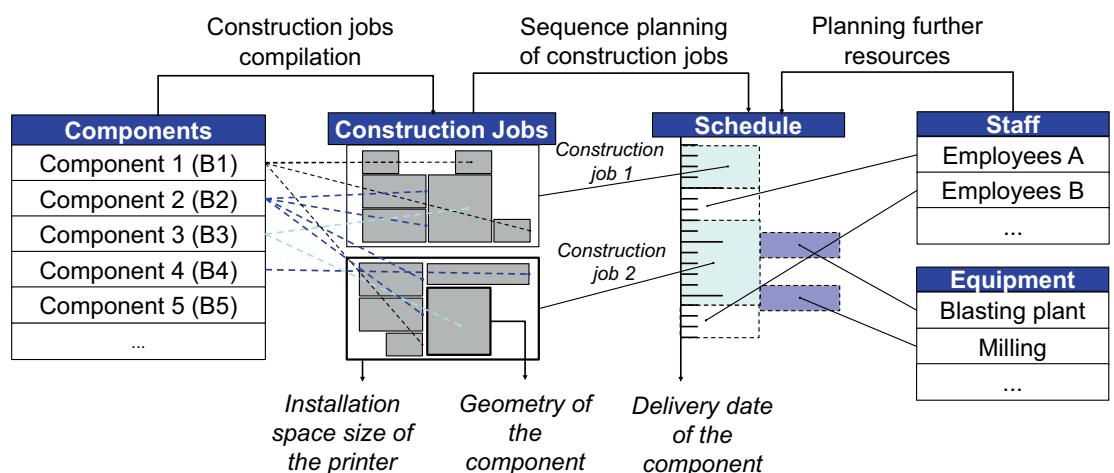 Construction jobs
compilation
Sequence planning
of construction jobs
Planning further
resources
Components
Component 1 (B1)
Component 2 (B2)
Component 3 (B3)
Component 4 (B4)
Component 5 (B5)
...
Construction Jobs
Construction
job 1
Construction
job 2
Schedule
Staff
Employees A
Employees B
...
Equipment
Blasting plant
Milling
...
Installation
space size of
the printer
Geometry of
the
component
Delivery date
of the
component